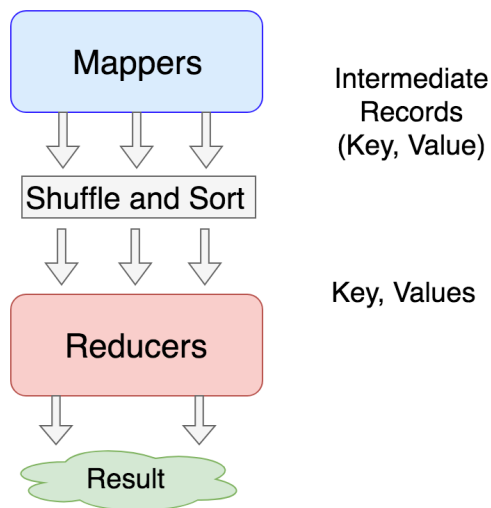 Mappers
Intermediate
Records
(Key, Value)
Shuffle and Sort
Key, Values
Reducers
Result